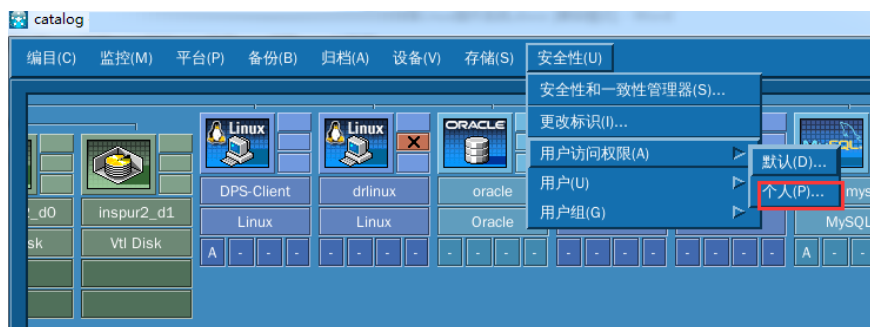 catalog
编目(C) 监控(M) 平台(P) 备份(B) 归档(A) 设备(V) 存储(S) 安全性(U)
安全性和一致性管理器(S)...
更改标识(I)...
用户访问权限(A)
默认(D)...
用户(U)
个人(P)...
用户组(G)
Linux Linux ORACLE
DPS-Client drlinux oracle mys
_d0 inspur2_d1 Linux Linux Oracle MySQL
sk Vtl Disk
A - - - - - - - - - - - - - - - - - - - A - -